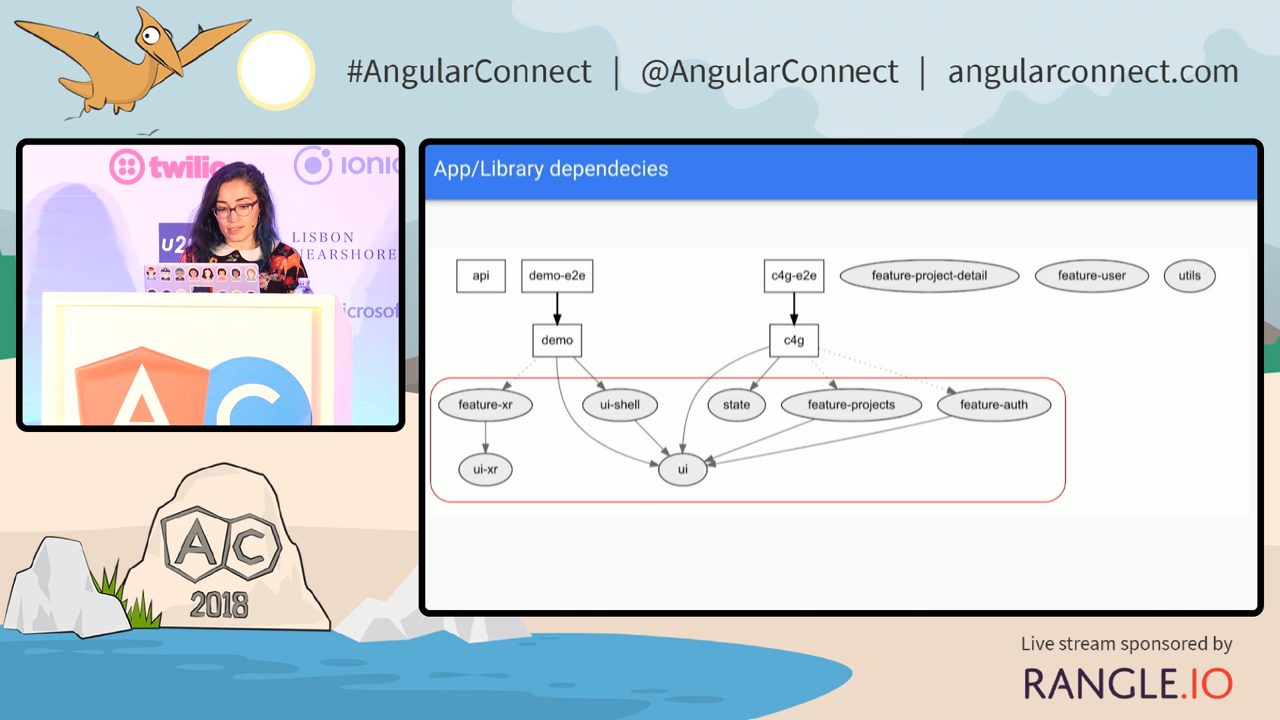 #AngularConnect | @AngularConnect | angularconnect.com
twilio
IONIC
LISBON
NEARSHORE
App/Library dependecies
api
demo-e2e
c4g-e2e
feature-project-detail
feature-user
utils
demo
c4g
feature-xr
ui-shell
state
feature-projects
feature-auth
ui-xr
ui
A
C
AC
2018
Live stream sponsored by
RANGLE.IO